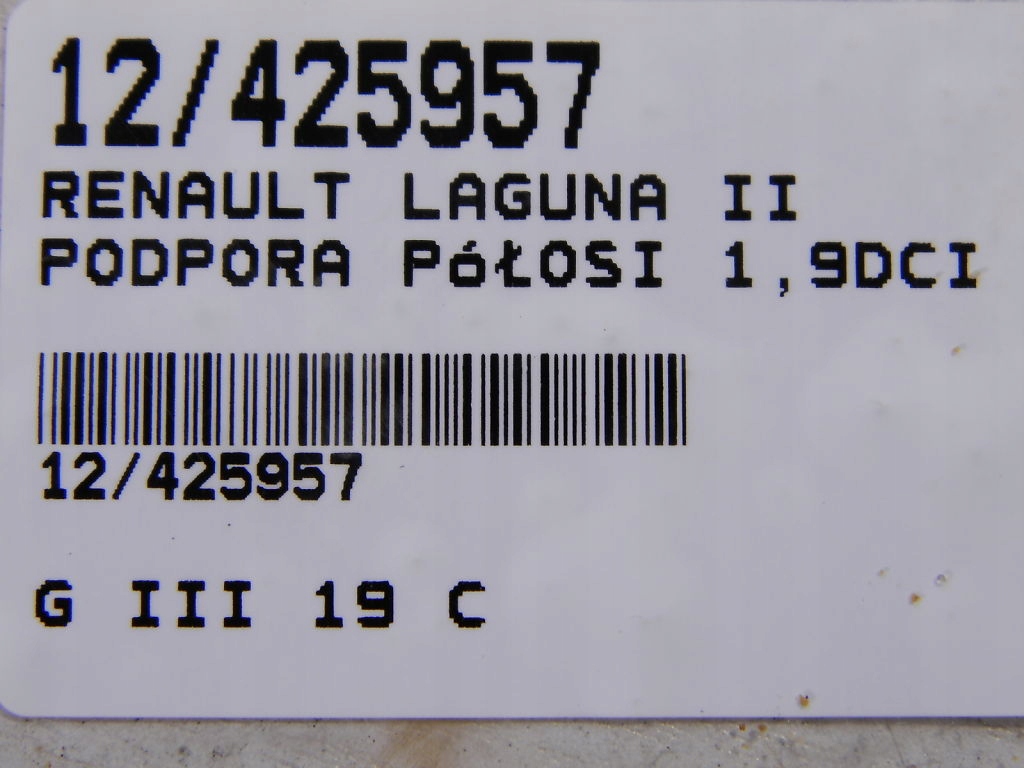 12/425957
RENAULT LAGUNA II
PODPORA PÓŁOSI 1,9DCI
12/425957
G III 19 C